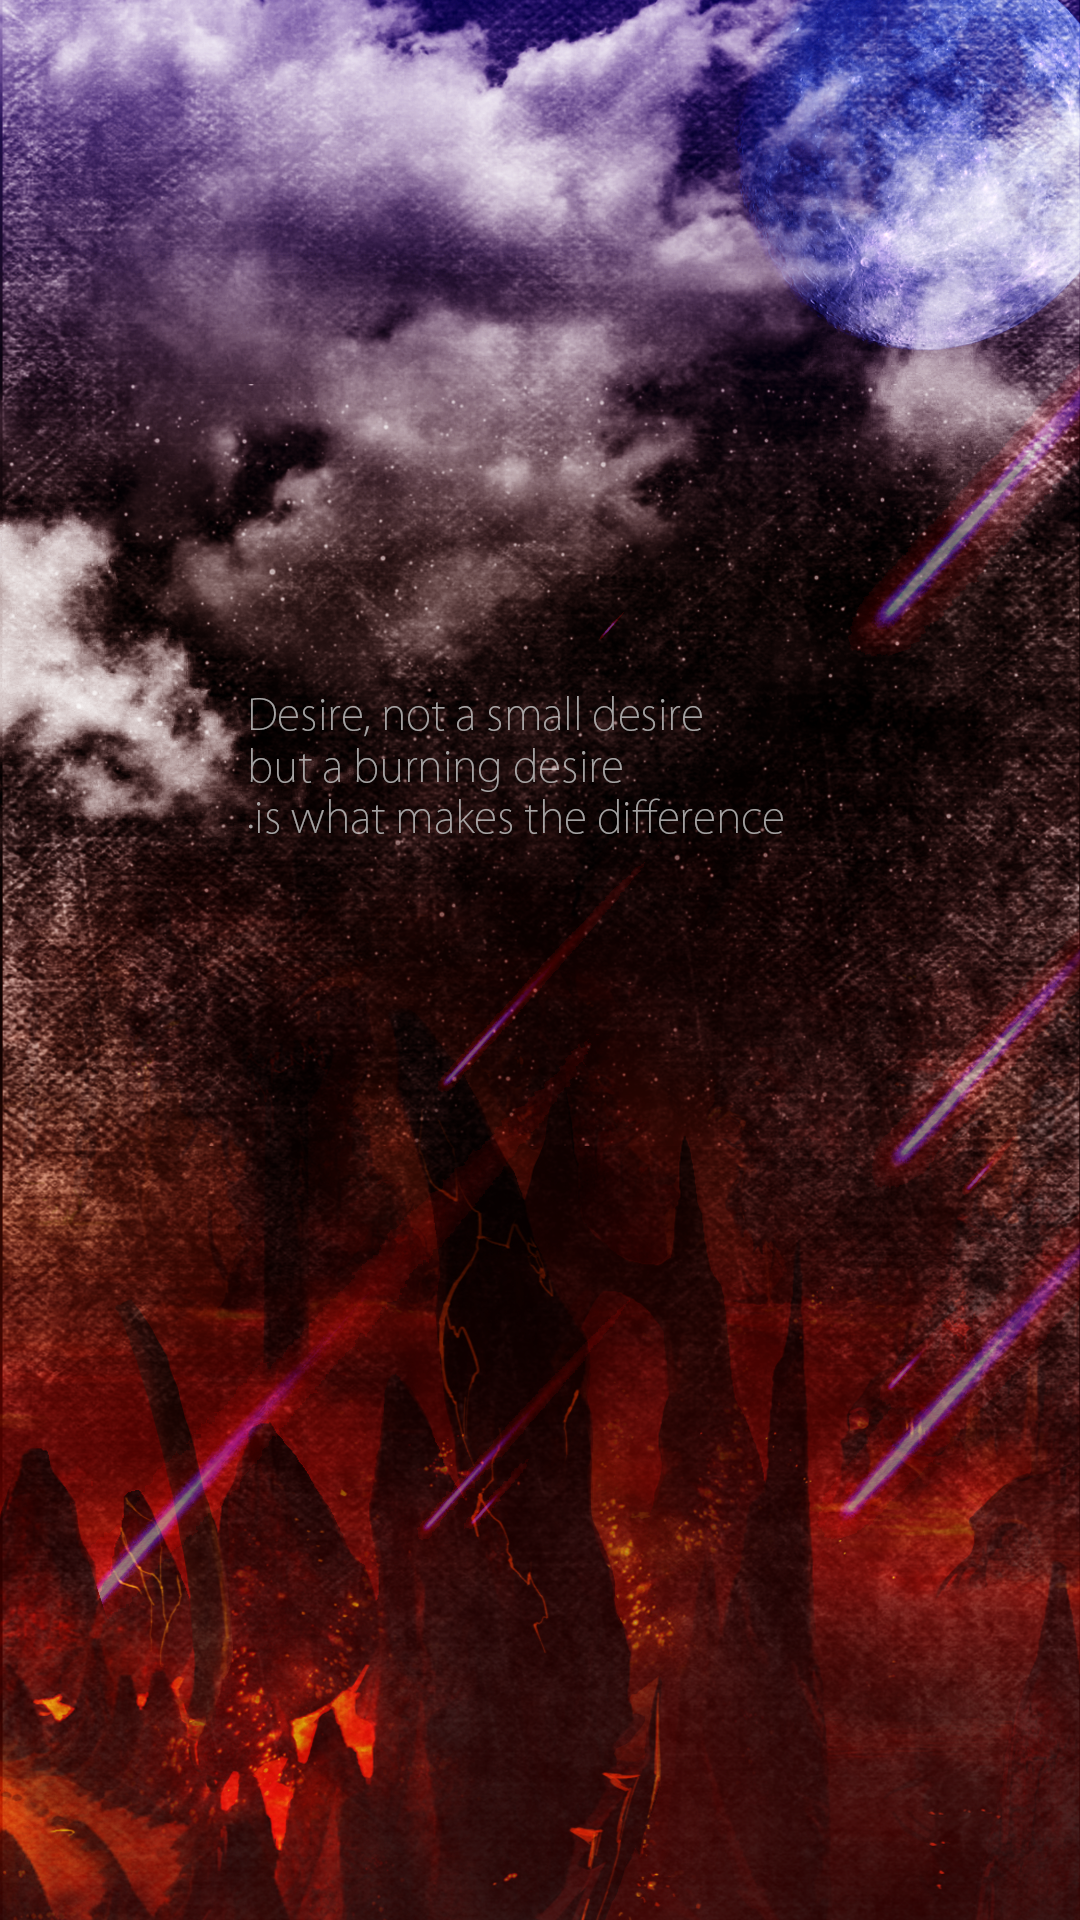 Desire, not a small desire
but a burning desire
.is what makes the difference